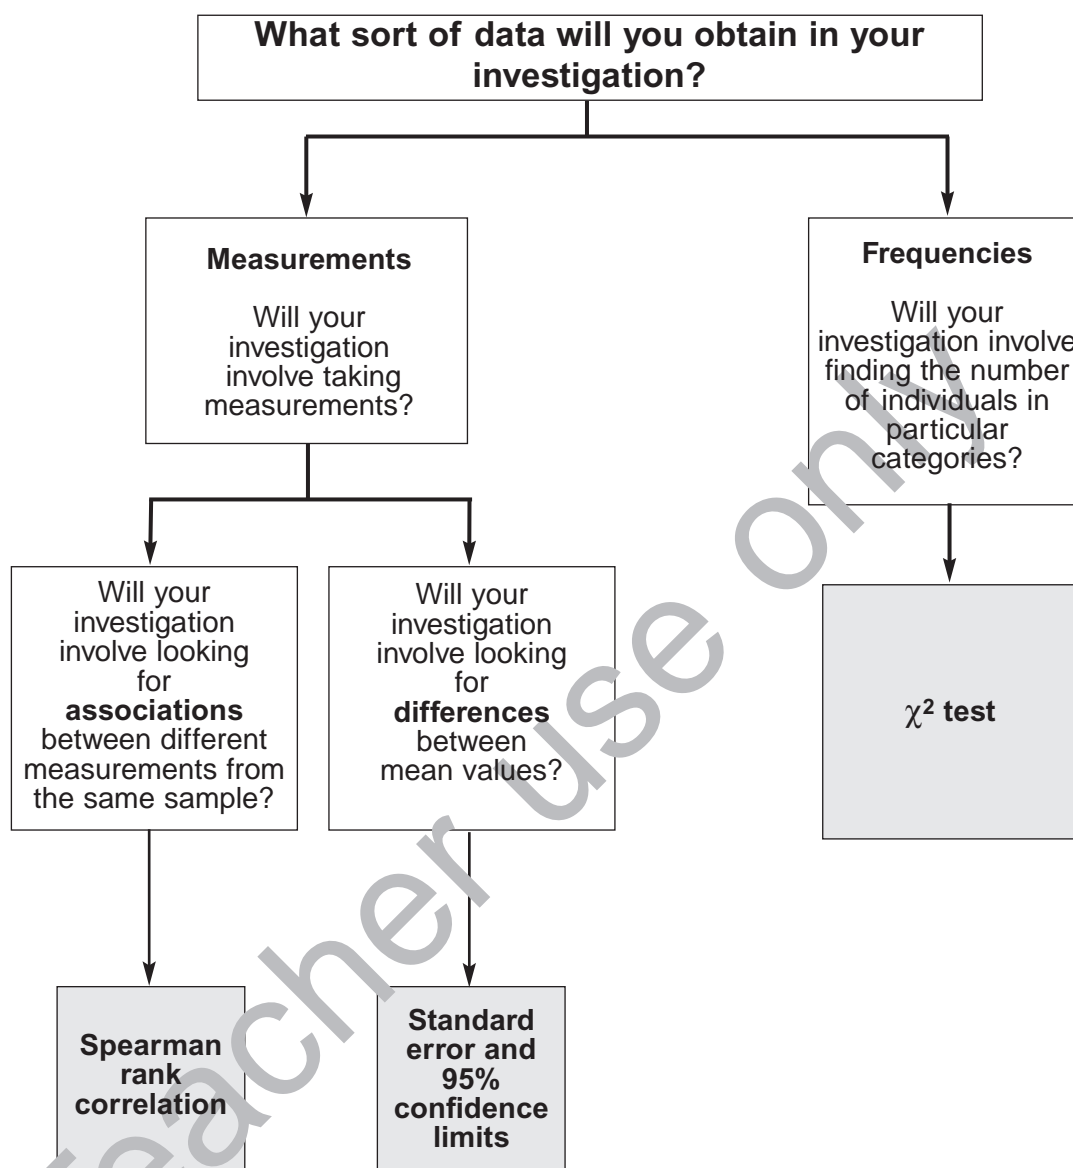 What sort of data will you obtain in your
investigation?
Measurements
Will your
investigation
involve taking
measurements?
Frequencies
Will your
investigation involve
finding the number
of individuals in
particular
categories?
Will your
investigation
involve looking
for
associations
between different
measurements from
the same sample?
Will your
investigation
involve looking
for
differences
between
mean values?
χ² test
Spearman
rank
correlation
Standard
error and
95%
confidence
limits
Teacher use only